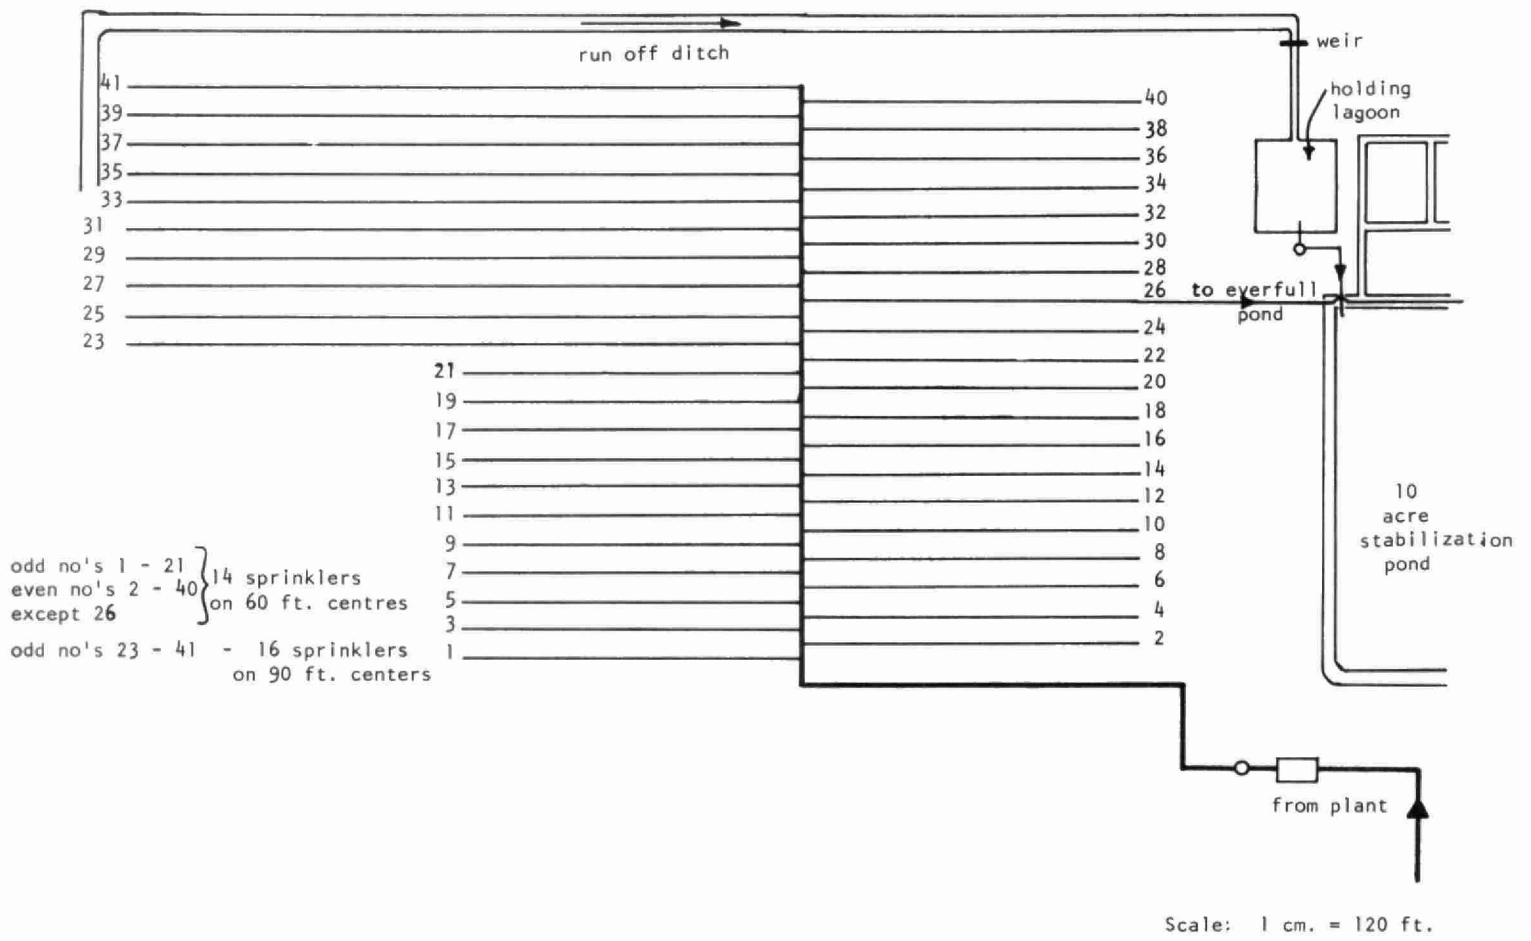 run off ditch
weir
holding
lagoon
41
39
37
35
33
31
29
27
25
23
21
19
17
15
13
11
9
7
5
3
1
40
38
36
34
32
30
28
26
24
22
20
18
16
14
12
10
8
6
4
2
to everfull
pond
10
acre
stabilization
pond
odd no's 1 - 21
even no's 2 - 40
except 26
14 sprinklers
on 60 ft. centres
odd no's 23 - 41 - 16 sprinklers
on 90 ft. centers
from plant
Scale: 1 cm. = 120 ft.